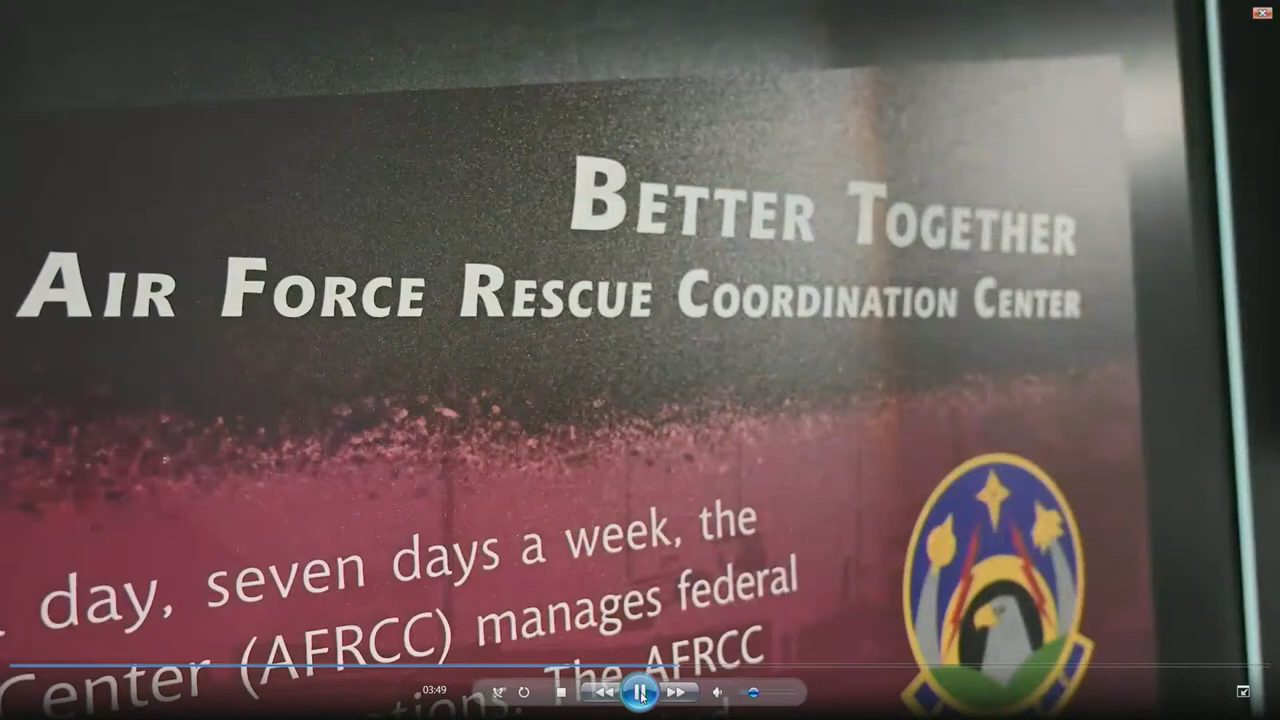 BETTER TOGETHER
AIR FORCE RESCUE COORDINATION CENTER
day, seven days a week, the
Center (AFRCC) manages federal
The AFRCC
03:49